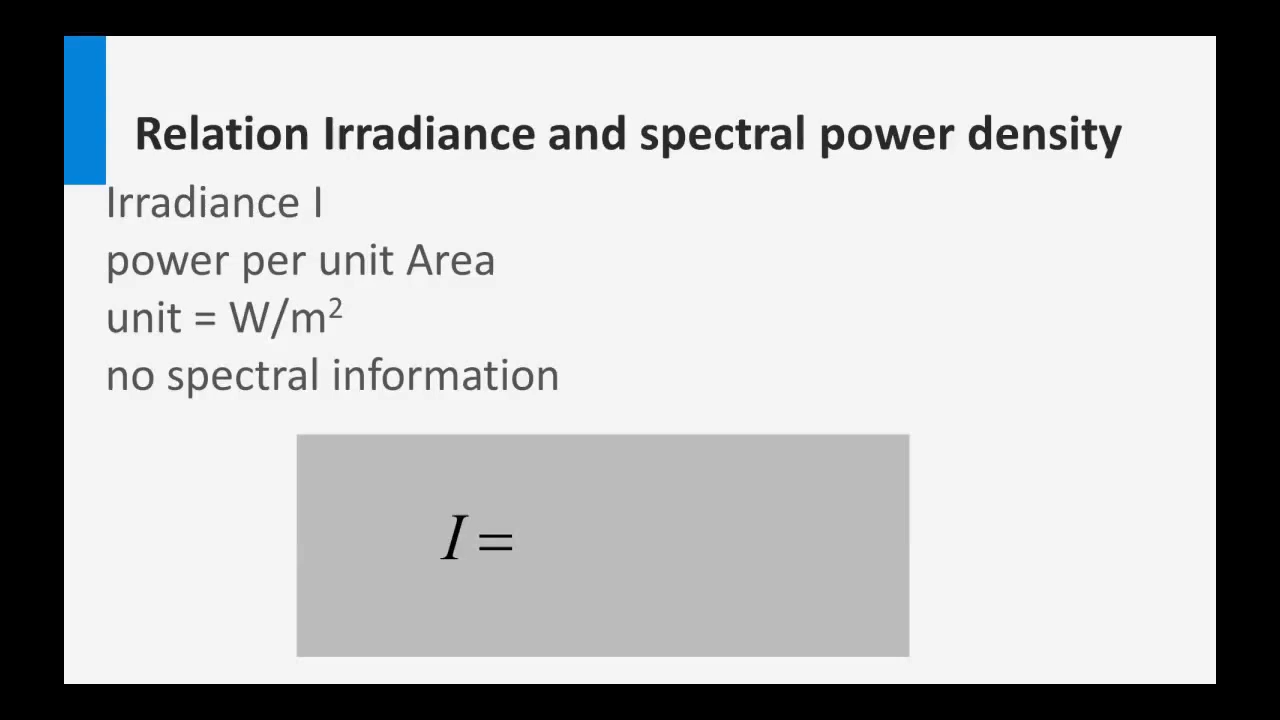 Relation Irradiance and spectral power density
Irradiance I
power per unit Area
unit = W/m²
no spectral information
I =